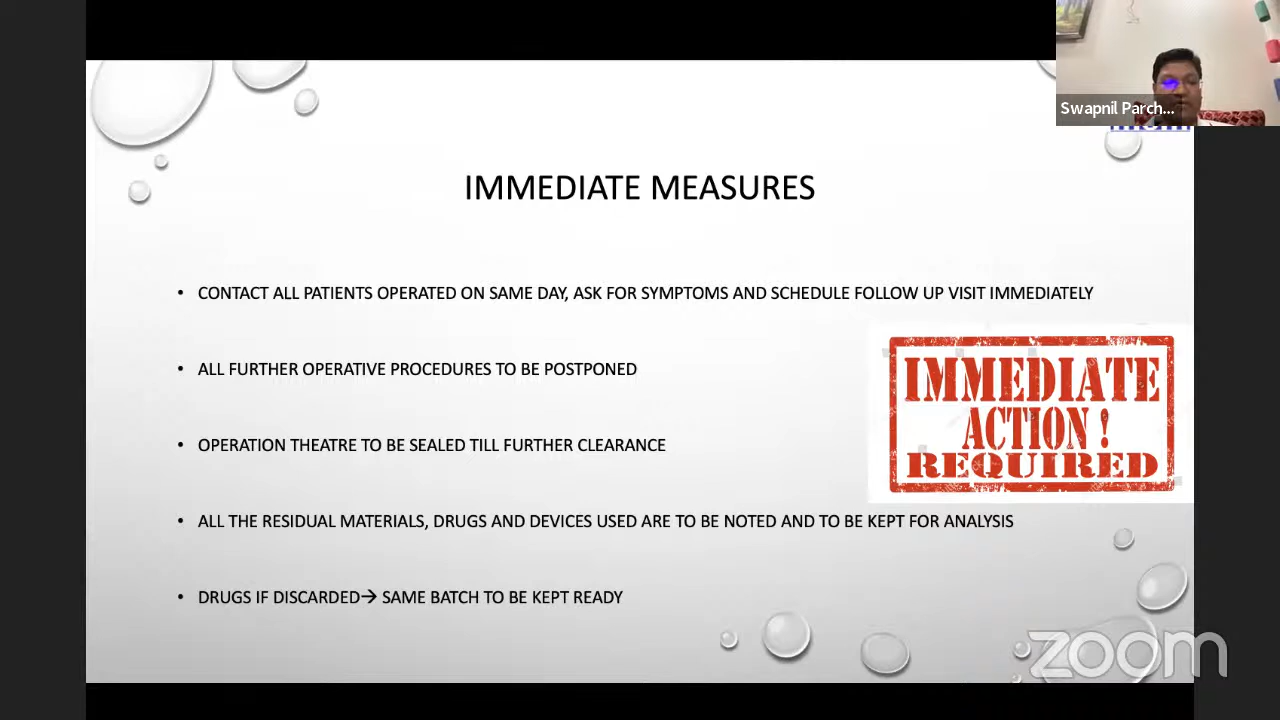 Swapnil Parch...
IMMEDIATE MEASURES
• CONTACT ALL PATIENTS OPERATED ON SAME DAY, ASK FOR SYMPTOMS AND SCHEDULE FOLLOW UP VISIT IMMEDIATELY
• ALL FURTHER OPERATIVE PROCEDURES TO BE POSTPONED
• OPERATION THEATRE TO BE SEALED TILL FURTHER CLEARANCE
• ALL THE RESIDUAL MATERIALS, DRUGS AND DEVICES USED ARE TO BE NOTED AND TO BE KEPT FOR ANALYSIS
• DRUGS IF DISCARDED→ SAME BATCH TO BE KEPT READY
IMMEDIATE
ACTION !
REQUIRED
zoom